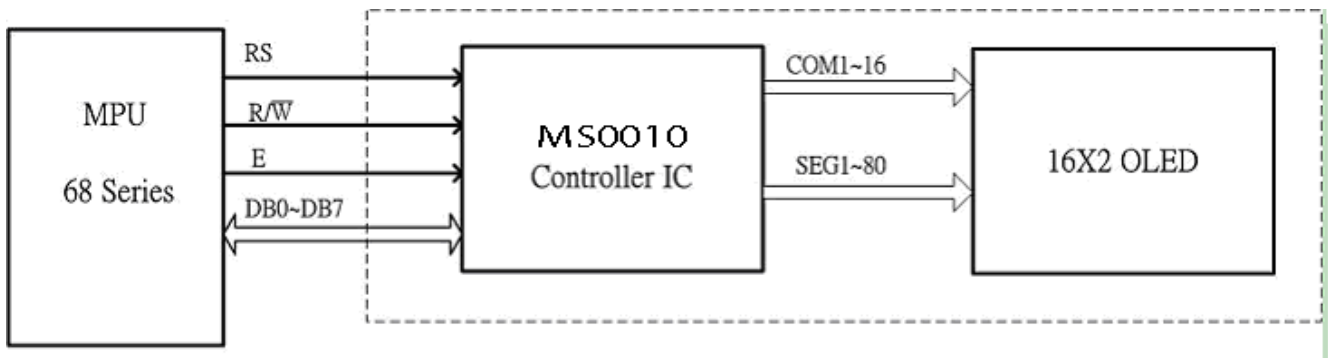 MPU
68 Series
RS
R/W̅
E
DB0~DB7
MS0010
Controller IC
COM1~16
SEG1~80
16X2 OLED